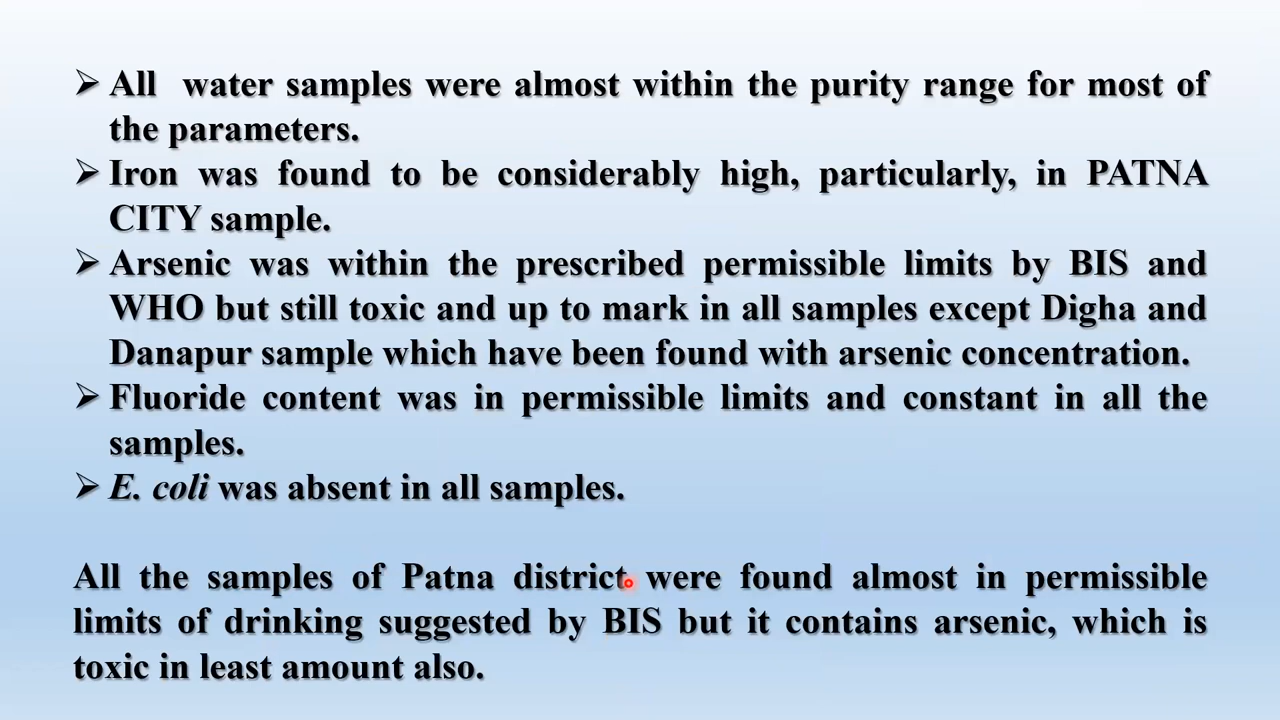 ➢ All water samples were almost within the purity range for most of
the parameters.
➢ Iron was found to be considerably high, particularly, in PATNA
CITY sample.
➢ Arsenic was within the prescribed permissible limits by BIS and
WHO but still toxic and up to mark in all samples except Digha and
Danapur sample which have been found with arsenic concentration.
➢ Fluoride content was in permissible limits and constant in all the
samples.
➢ E. coli was absent in all samples.
All the samples of Patna district were found almost in permissible
limits of drinking suggested by BIS but it contains arsenic, which is
toxic in least amount also.